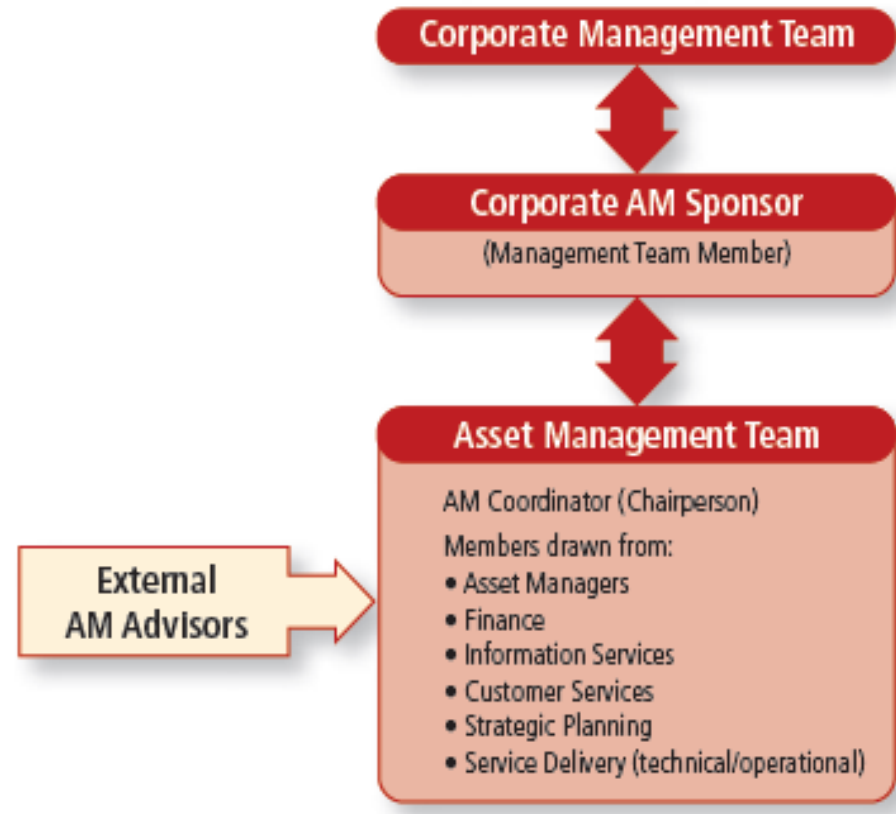 Corporate Management Team
Corporate AM Sponsor
(Management Team Member)
Asset Management Team
AM Coordinator (Chairperson)
Members drawn from:
• Asset Managers
• Finance
• Information Services
• Customer Services
• Strategic Planning
• Service Delivery (technical/operational)
External
AM Advisors